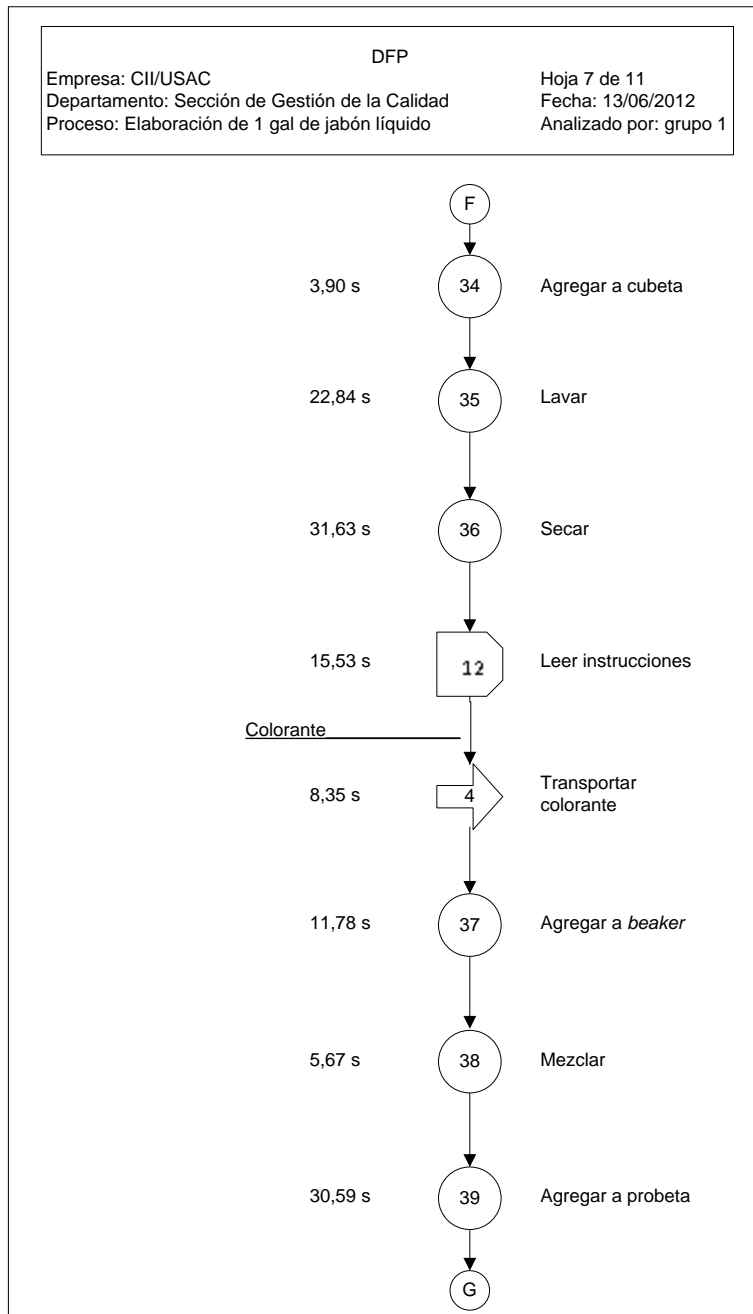 DFP
Empresa: CII/USAC Hoja 7 de 11
Departamento: Sección de Gestión de la Calidad Fecha: 13/06/2012
Proceso: Elaboración de 1 gal de jabón líquido Analizado por: grupo 1
F
3,90 s 34 Agregar a cubeta
22,84 s 35 Lavar
31,63 s 36 Secar
15,53 s 12 Leer instrucciones
Colorante
8,35 s 4 Transportar
colorante
11,78 s 37 Agregar a beaker
5,67 s 38 Mezclar
30,59 s 39 Agregar a probeta
G